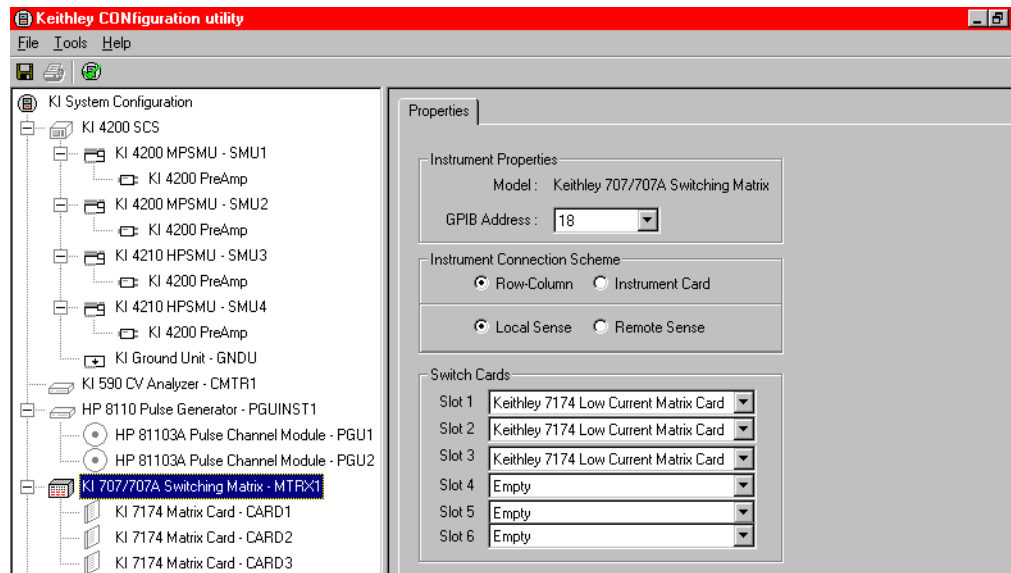 Keithley CONfiguration utility
File Tools Help
KI System Configuration
KI 4200 SCS
KI 4200 MPSMU - SMU1
KI 4200 PreAmp
KI 4200 MPSMU - SMU2
KI 4200 PreAmp
KI 4210 HPSMU - SMU3
KI 4200 PreAmp
KI 4210 HPSMU - SMU4
KI 4200 PreAmp
KI Ground Unit - GNDU
KI 590 CV Analyzer - CMTR1
HP 8110 Pulse Generator - PGUINST1
HP 81103A Pulse Channel Module - PGU1
HP 81103A Pulse Channel Module - PGU2
KI 707/707A Switching Matrix - MTRX1
KI 7174 Matrix Card - CARD1
KI 7174 Matrix Card - CARD2
KI 7174 Matrix Card - CARD3
Properties
Instrument Properties
Model : Keithley 707/707A Switching Matrix
GPIB Address : 18
Instrument Connection Scheme
Row-Column Instrument Card
Local Sense Remote Sense
Switch Cards
Slot 1 Keithley 7174 Low Current Matrix Card
Slot 2 Keithley 7174 Low Current Matrix Card
Slot 3 Keithley 7174 Low Current Matrix Card
Slot 4 Empty
Slot 5 Empty
Slot 6 Empty